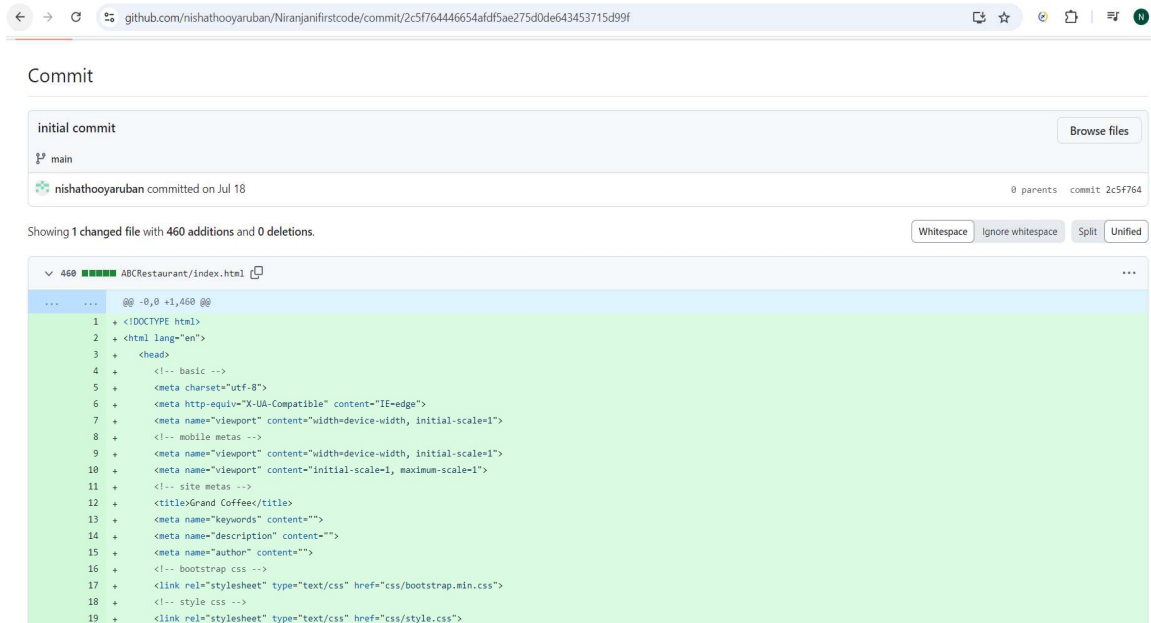 github.com/nishathooyaruban/Niranjanifirstcode/commit/2c5f764446654afdf5ae275d0de643453715d99f
N
Commit
initial commit
Browse files
main
nishathooyaruban committed on Jul 18
0 parents commit 2c5f764
Showing 1 changed file with 460 additions and 0 deletions.
Whitespace Ignore whitespace Split Unified
460 ABCRestaurant/index.html
... ... @@ -0,0 +1,460 @@
1 + <!DOCTYPE html>
2 + <html lang="en">
3 + <head>
4 + <!-- basic -->
5 + <meta charset="utf-8">
6 + <meta http-equiv="X-UA-Compatible" content="IE=edge">
7 + <meta name="viewport" content="width=device-width, initial-scale=1">
8 + <!-- mobile metas -->
9 + <meta name="viewport" content="width=device-width, initial-scale=1">
10 + <meta name="viewport" content="initial-scale=1, maximum-scale=1">
11 + <!-- site metas -->
12 + <title>Grand Coffee</title>
13 + <meta name="keywords" content="">
14 + <meta name="description" content="">
15 + <meta name="author" content="">
16 + <!-- bootstrap css -->
17 + <link rel="stylesheet" type="text/css" href="css/bootstrap.min.css">
18 + <!-- style css -->
19 + <link rel="stylesheet" type="text/css" href="css/style.css">